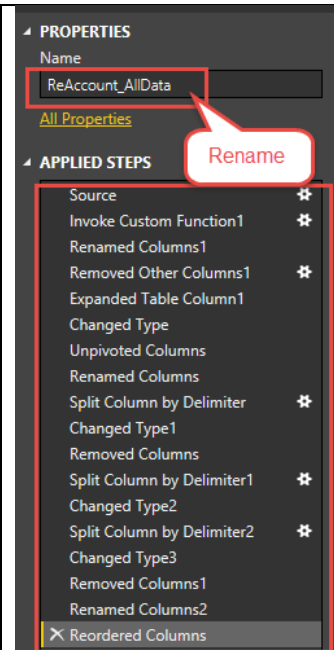 PROPERTIES
Name
ReAccount_AllData
All Properties
Rename
APPLIED STEPS
Source
Invoke Custom Function1
Renamed Columns1
Removed Other Columns1
Expanded Table Column1
Changed Type
Unpivoted Columns
Renamed Columns
Split Column by Delimiter
Changed Type1
Removed Columns
Split Column by Delimiter1
Changed Type2
Split Column by Delimiter2
Changed Type3
Removed Columns1
Renamed Columns2
Reordered Columns